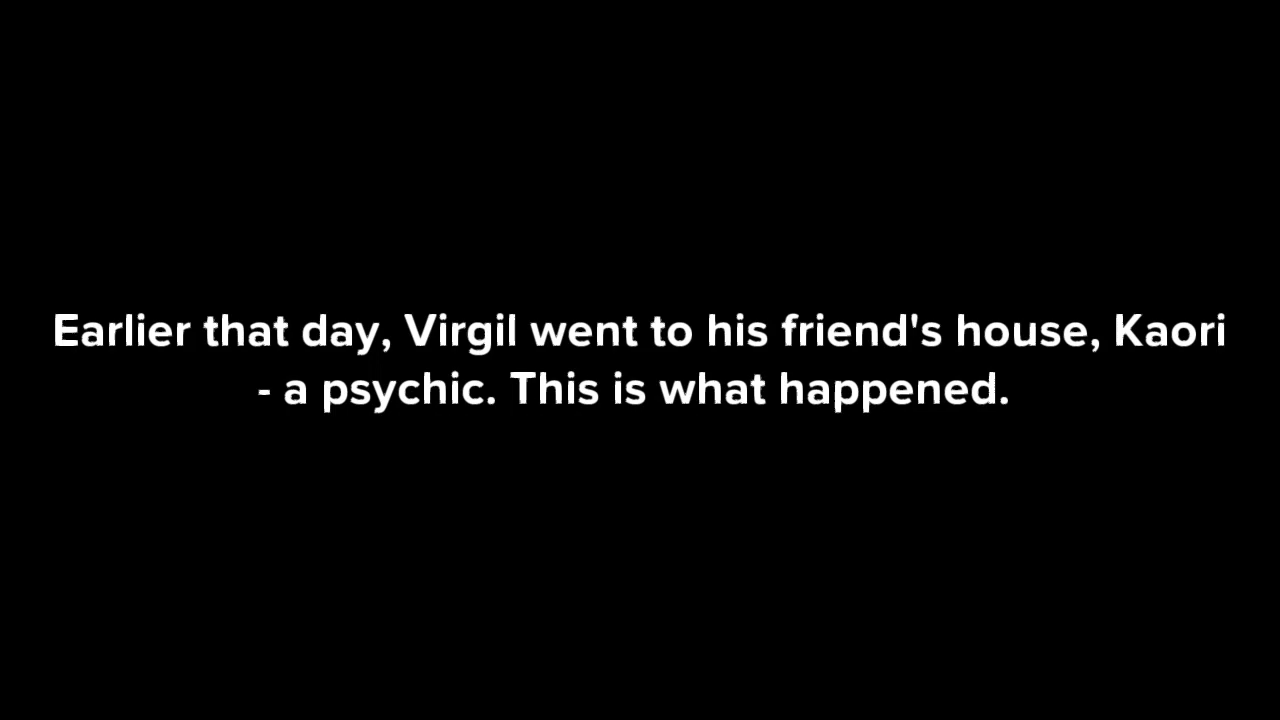 Earlier that day, Virgil went to his friend's house, Kaori
- a psychic. This is what happened.